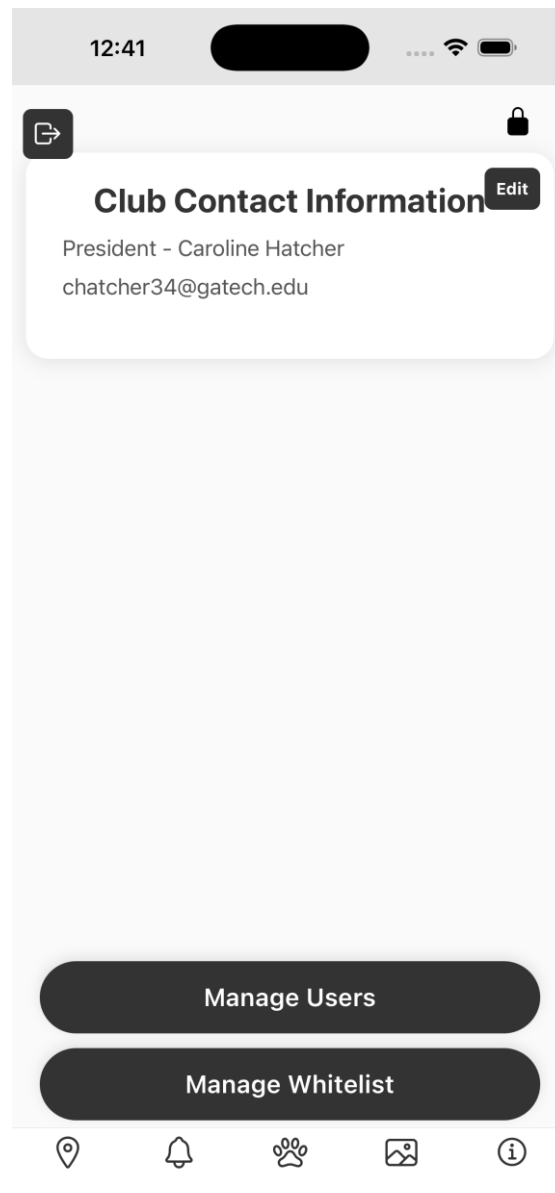 12:41
Edit
Club Contact Information
President - Caroline Hatcher
chatcher34@gatech.edu
Manage Users
Manage Whitelist